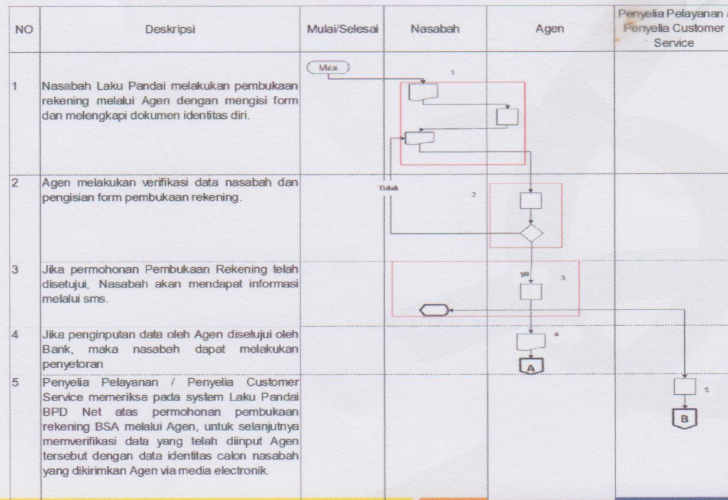 NO
Deskripsi
Mulai/Selesai
Nasabah
Agen
Penyelia Pelayanan /
Penyelia Customer
Service
Mulai
1
1
Nasabah Laku Pandai melakukan pembukaan
rekening melalui Agen dengan mengisi form
dan melengkapi dokumen identitas diri.
2
Agen melakukan verifikasi data nasabah dan
pengisian form pembukaan rekening.
Tidak
2
3
Jika permohonan Pembukaan Rekening telah
disetujui, Nasabah akan mendapat informasi
melalui sms.
ya
3
4
Jika penginputan data oleh Agen disetujui oleh
Bank, maka nasabah dapat melakukan
penyetoran
4
A
5
Penyelia Pelayanan / Penyelia Customer
Service memeriksa pada system Laku Pandai
BPD Net atas permohonan pembukaan
rekening BSA melalui Agen, untuk selanjutnya
memverifikasi data yang telah diinput Agen
tersebut dengan data identitas calon nasabah
yang dikirimkan Agen via media electronik.
5
B